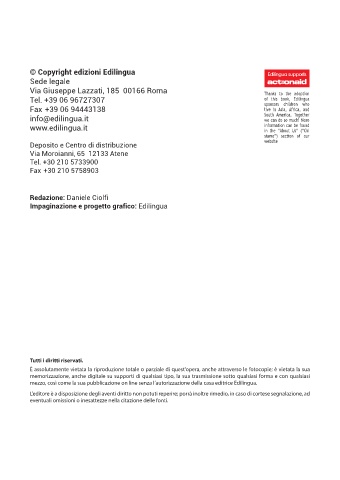 © Copyright edizioni Edilingua
Sede legale
Via Giuseppe Lazzati, 185 00166 Roma
Tel. +39 06 96727307
Fax +39 06 94443138
info@edilingua.it
www.edilingua.it
Deposito e Centro di distribuzione
Via Moroianni, 65 12133 Atene
Tel. +30 210 5733900
Fax +30 210 5758903
Redazione: Daniele Ciolfi
Impaginazione e progetto grafico: Edilingua
Edilingua supports
actionaid
Thanks to the adoption
of this book, Edilingua
sponsors children who
live in Asia, Africa, and
South America. Together
we can do so much! More
information can be found
in the "about us" ("Chi
siamo") section of our
website
Tutti i diritti riservati.
È assolutamente vietata la riproduzione totale o parziale di quest'opera, anche attraverso le fotocopie; è vietata la sua
memorizzazione, anche digitale su supporti di qualsiasi tipo, la sua trasmissione sotto qualsiasi forma e con qualsiasi
mezzo, così come la sua pubblicazione on line senza l'autorizzazione della casa editrice Edilingua.
L'editore è a disposizione degli aventi diritto non potuti reperire; porrà inoltre rimedio, in caso di cortese segnalazione, ad
eventuali omissioni o inesattezze nella citazione delle fonti.